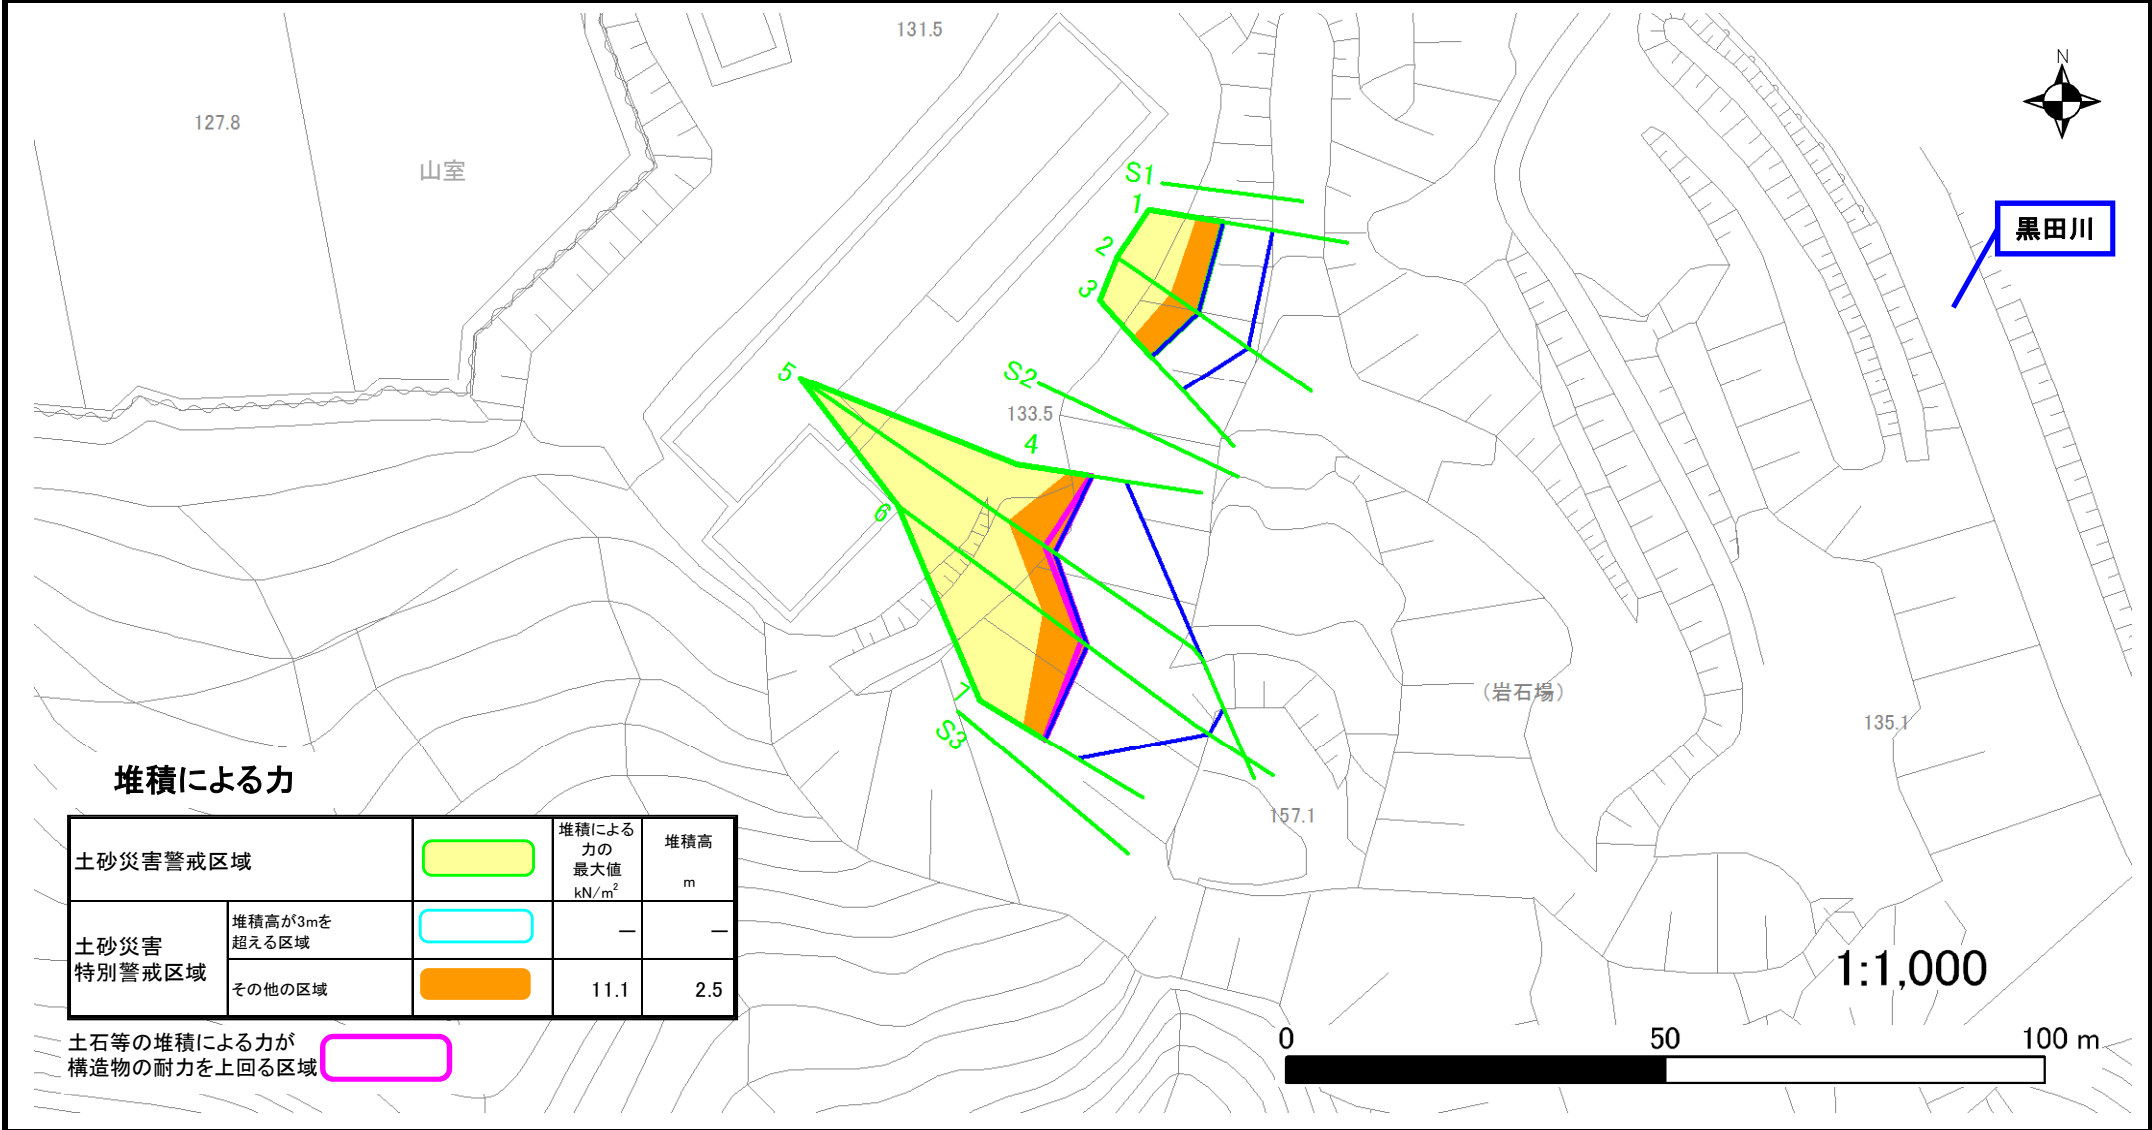 131.5
N
127.8
山室
S1
1
黒田川
2
3
5
S2
133.5
4
6
(岩石場)
7
135.1
S3
157.1
堆積による力
土砂災害警戒区域
堆積による
力の
最大値
kN/m²
堆積高
m
土砂災害
特別警戒区域
堆積高が3mを
超える区域
―
―
その他の区域
11.1
2.5
1:1,000
土石等の堆積による力が
構造物の耐力を上回る区域
0
50
100 m